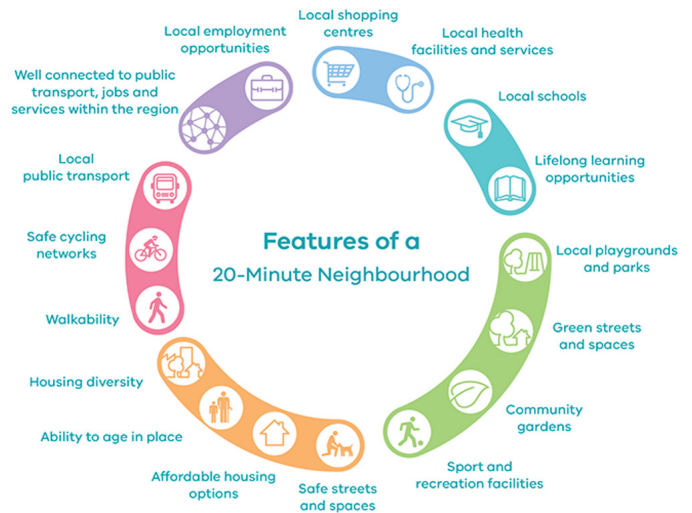 Features of a
20-Minute Neighbourhood
Local shopping
centres
Local health
facilities and services
Local schools
Lifelong learning
opportunities
Local playgrounds
and parks
Green streets
and spaces
Community
gardens
Sport and
recreation facilities
Safe streets
and spaces
Affordable housing
options
Ability to age in place
Housing diversity
Walkability
Safe cycling
networks
Local
public transport
Well connected to public
transport, jobs and
services within the region
Local employment
opportunities